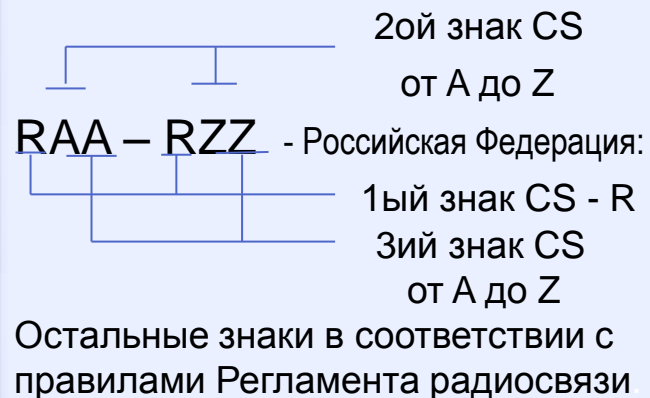 2ой знак CS
от A до Z
RAA – RZZ - Российская Федерация:
1ый знак CS - R
3ий знак CS
от A до Z
Остальные знаки в соответствии с
правилами Регламента радиосвязи.